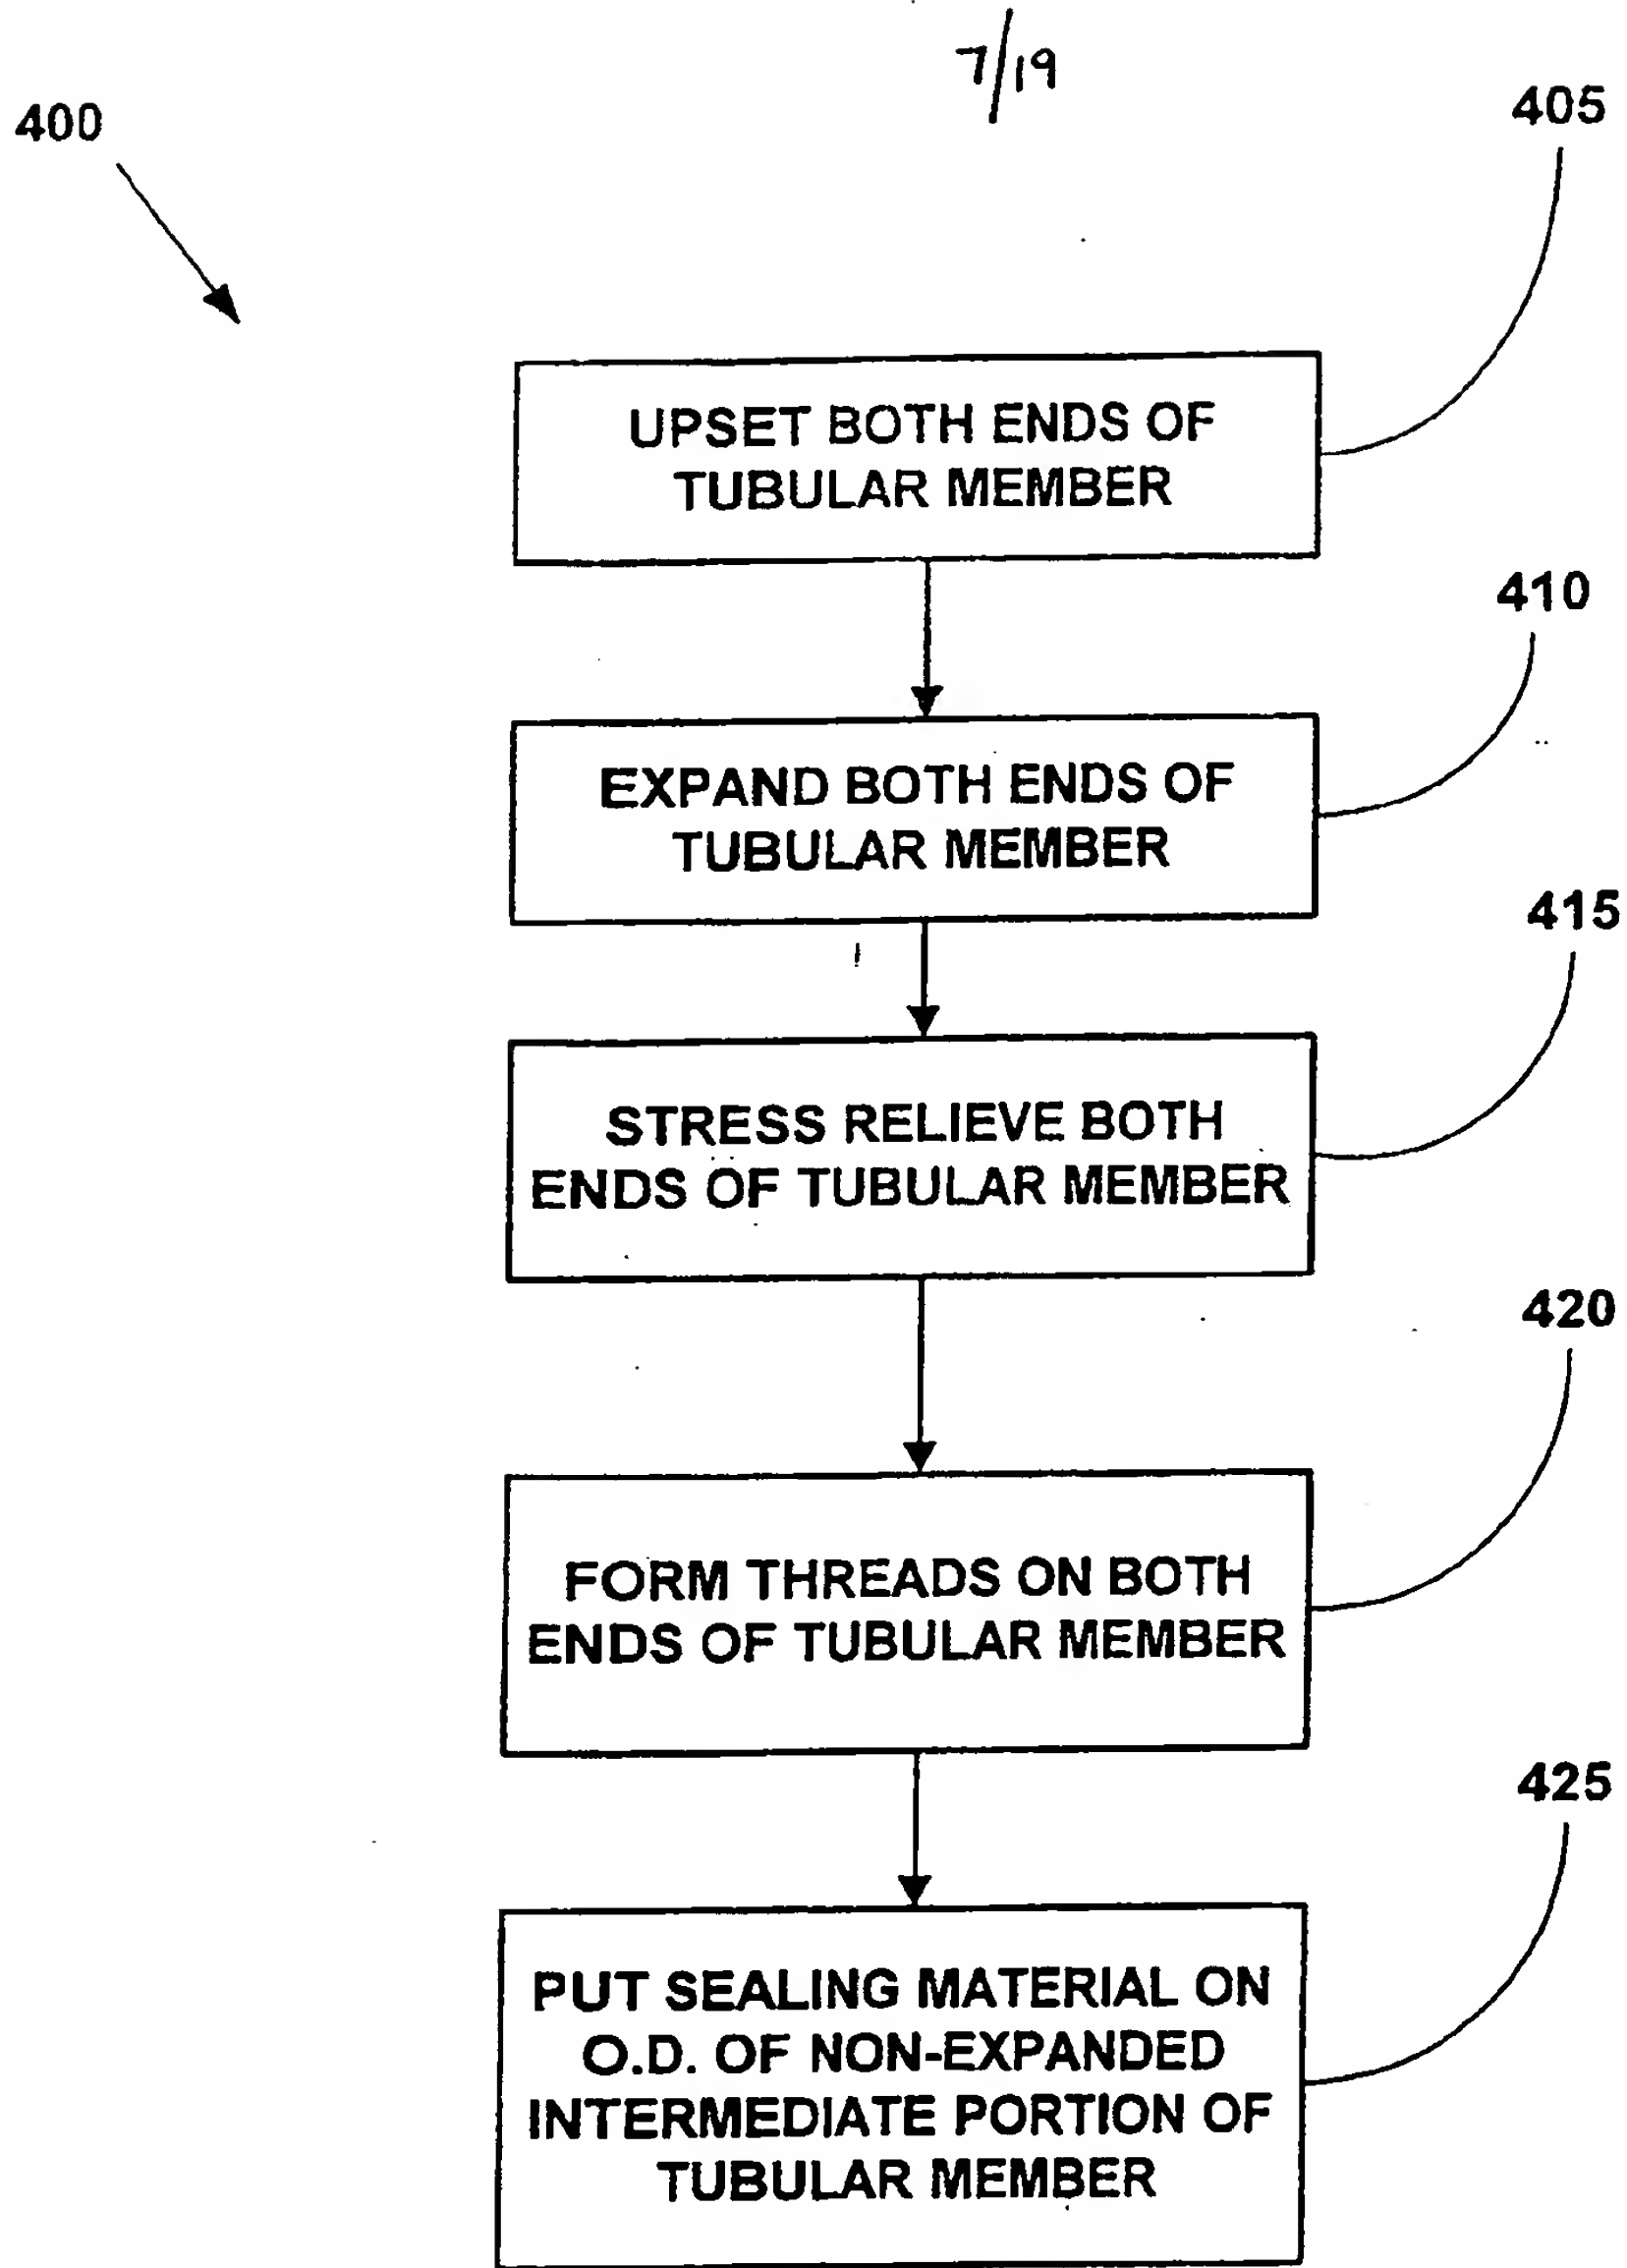 7/19
400
405
UPSET BOTH ENDS OF
TUBULAR MEMBER
410
EXPAND BOTH ENDS OF
TUBULAR MEMBER
415
STRESS RELIEVE BOTH
ENDS OF TUBULAR MEMBER
420
FORM THREADS ON BOTH
ENDS OF TUBULAR MEMBER
425
PUT SEALING MATERIAL ON
O.D. OF NON-EXPANDED
INTERMEDIATE PORTION OF
TUBULAR MEMBER